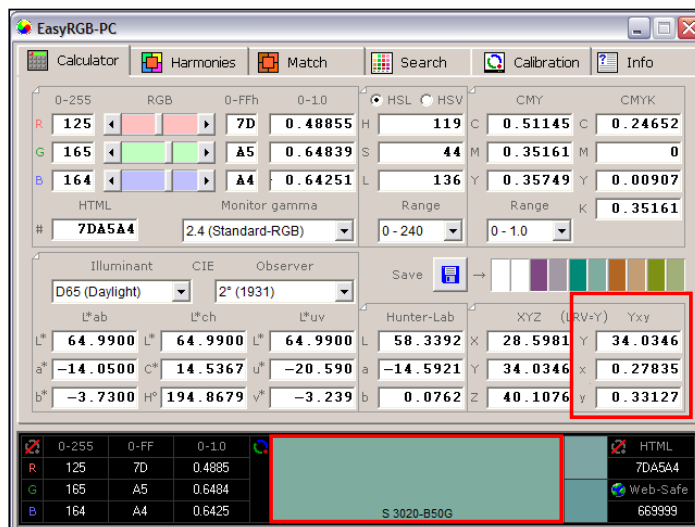 EasyRGB-PC
Calculator Harmonies Match Search Calibration Info
0-255 RGB 0-FFh 0-1.0 HSL HSV CMY CMYK
R 125 7D 0.48855 H 119 C 0.51145 C 0.24652
G 165 A5 0.64839 S 44 M 0.35161 M 0
B 164 A4 0.64251 L 136 Y 0.35749 Y 0.00907
HTML Monitor gamma Range Range K 0.35161
# 7DA5A4 2.4 (Standard-RGB) 0 - 240 0 - 1.0
Illuminant CIE Observer Save
D65 (Daylight) 2° (1931)
L*ab L*ch L*uv Hunter-Lab XYZ (LRV=Y) Yxy
L* 64.9900 L* 64.9900 L* 64.9900 L 58.3392 X 28.5981 Y 34.0346
a* -14.0500 C* 14.5367 u* -20.590 a -14.5921 Y 34.0346 x 0.27835
b* -3.7300 H° 194.8679 v* -3.239 b 0.0762 Z 40.1076 y 0.33127
0-255 0-FF 0-1.0 HTML
R 125 7D 0.4885 7DA5A4
G 165 A5 0.6484 Web-Safe
B 164 A4 0.6425 S 3020-B50G 669999